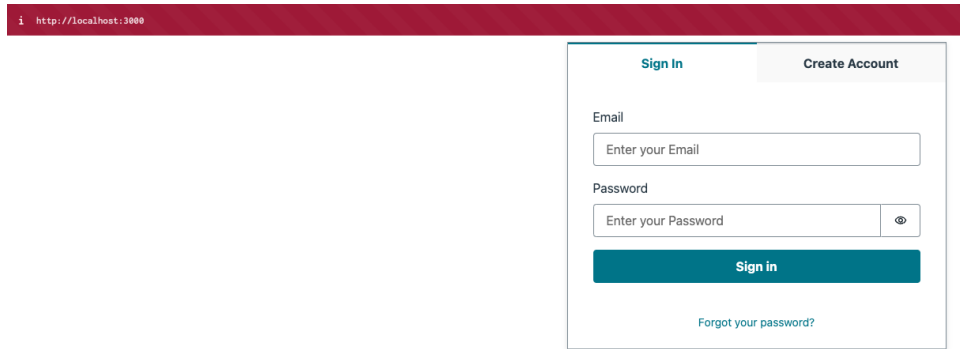 i http://localhost:3000
Sign In Create Account
Email
Enter your Email
Password
Enter your Password
Sign in
Forgot your password?